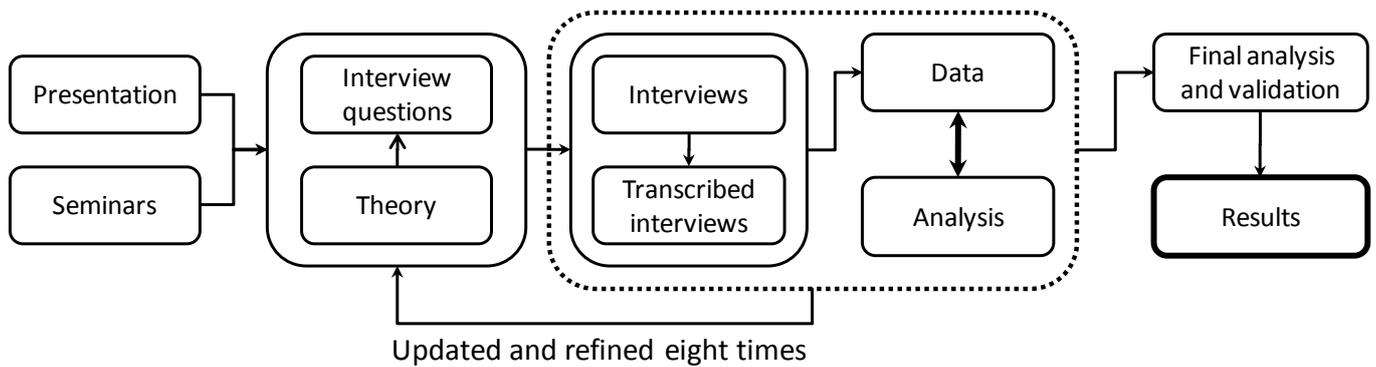 Presentation
Seminars
Interview
questions
Theory
Interviews
Transcribed
interviews
Data
Analysis
Final analysis
and validation
Results
Updated and refined eight times